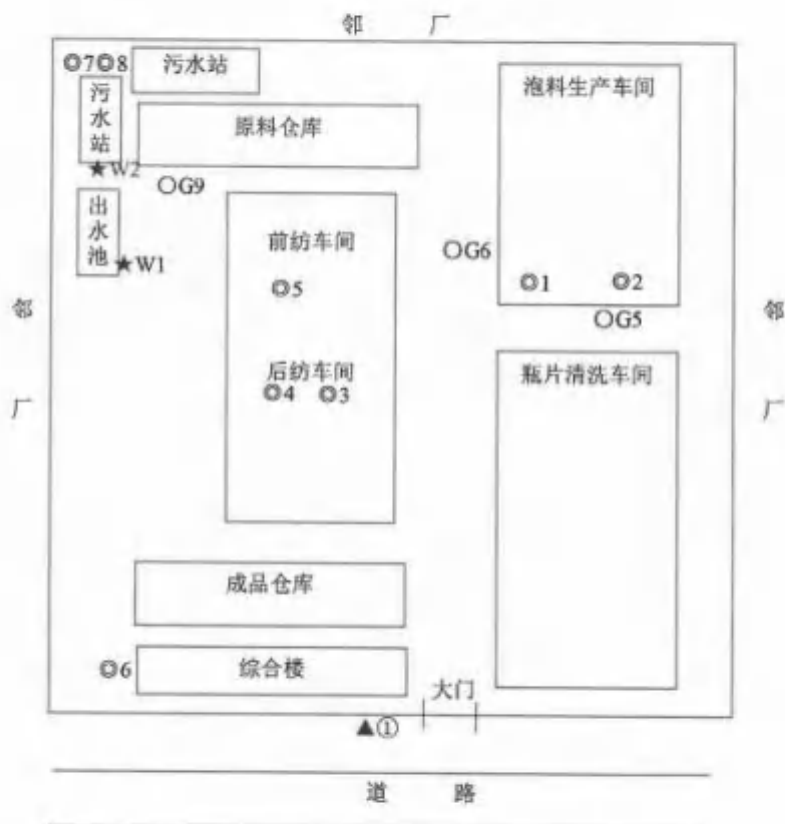 邻 厂
◎7◎8
污水站
泡料生产车间
污水站
原料仓库
★W2
○G9
出水池
前纺车间
★W1
○G6
◎5
◎1 ◎2
邻厂
邻厂
○G5
后纺车间
◎4 ◎3
瓶片清洗车间
成品仓库
◎6
综合楼
大门
▲①
道 路